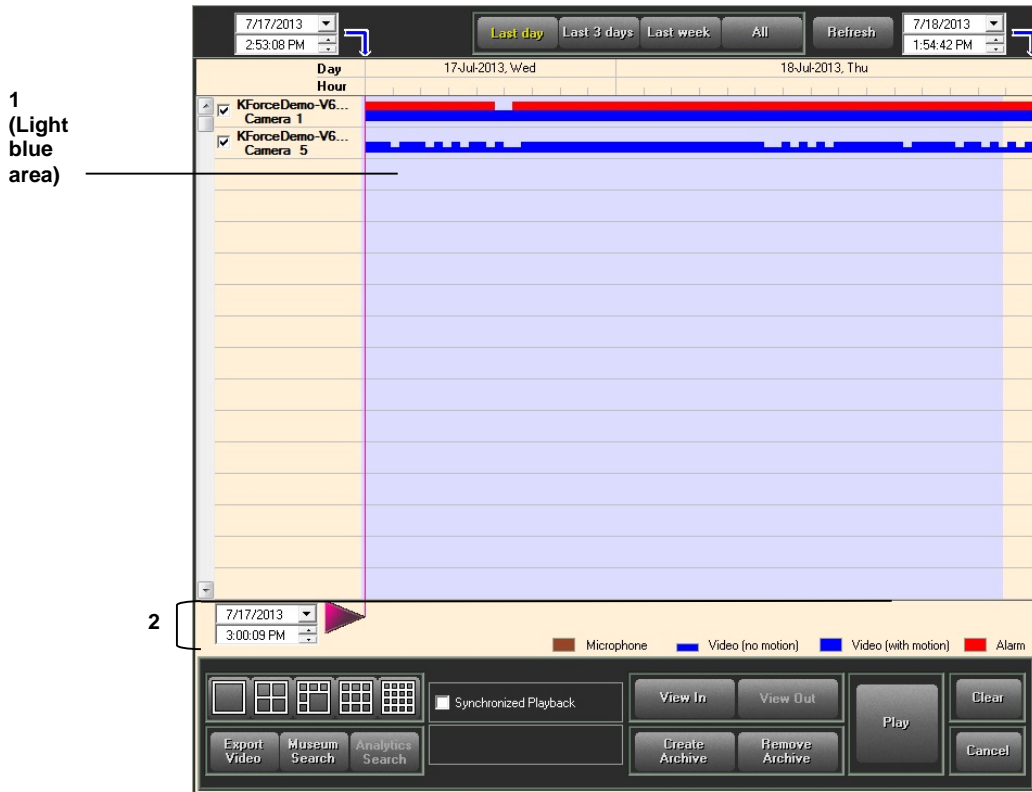 7/17/2013
2:53:08 PM
Last day
Last 3 days
Last week
All
Refresh
7/18/2013
1:54:42 PM
Day
17-Jul-2013, Wed
18-Jul-2013, Thu
Hour
1
(Light
blue
area)
KForceDemo-V6...
Camera 1
KForceDemo-V6...
Camera 5
2
7/17/2013
3:00:09 PM
Microphone
Video (no motion)
Video (with motion)
Alarm
Synchronized Playback
View In
View Out
Play
Clear
Export
Video
Museum
Search
Analytics
Search
Create
Archive
Remove
Archive
Cancel